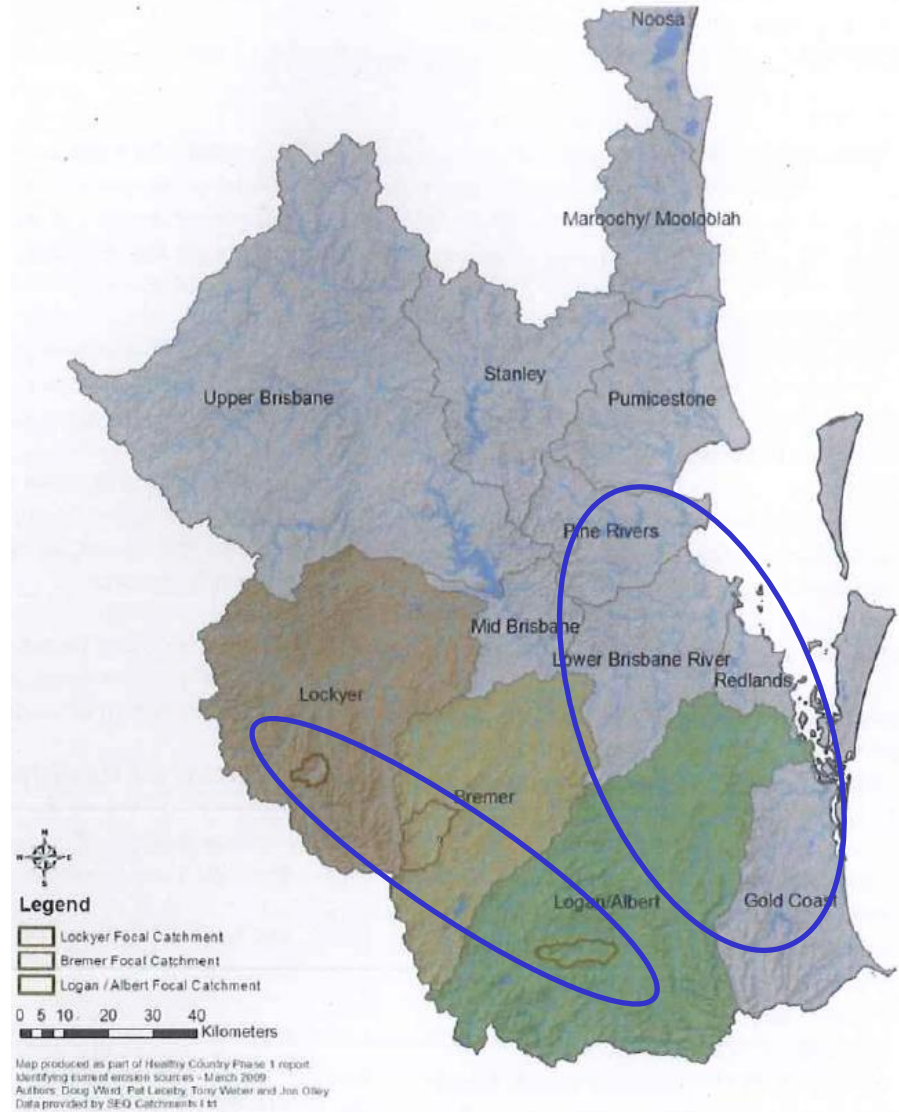 Noosa
Maroochy/ Mooloolah
Stanley
Upper Brisbane
Pumicestone
Pine Rivers
Mid Brisbane
Lower Brisbane River
Redlands
Lockyer
Bremer
Logan/Albert
Gold Coast
N
W E
S
Legend
Lockyer Focal Catchment
Bremer Focal Catchment
Logan / Albert Focal Catchment
0 5 10 20 30 40
Kilometers
Map produced as part of Healthy Country Phase 1 report
Identifying current erosion sources - March 2009
Authors: Doug Ward, Pat Laceby, Tony Weber and Jon Olley
Data provided by SEQ Catchments Ltd